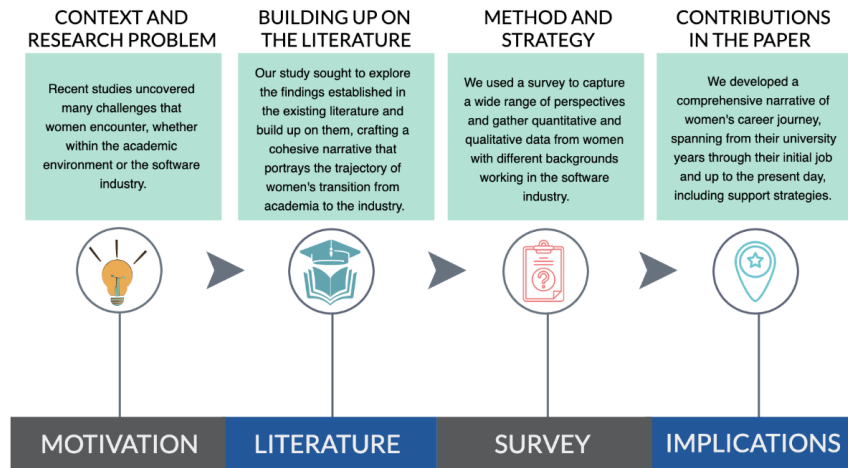 CONTEXT AND
RESEARCH PROBLEM
Recent studies uncovered
many challenges that
women encounter, whether
within the academic
environment or the software
industry.
BUILDING UP ON
THE LITERATURE
Our study sought to explore
the findings established in
the existing literature and
build up on them, crafting a
cohesive narrative that
portrays the trajectory of
women's transition from
academia to the industry.
METHOD AND
STRATEGY
We used a survey to capture
a wide range of perspectives
and gather quantitative and
qualitative data from women
with different backgrounds
working in the software
industry.
CONTRIBUTIONS
IN THE PAPER
We developed a
comprehensive narrative of
women's career journey,
spanning from their university
years through their initial job
and up to the present day,
including support strategies.
?
MOTIVATION
LITERATURE
SURVEY
IMPLICATIONS